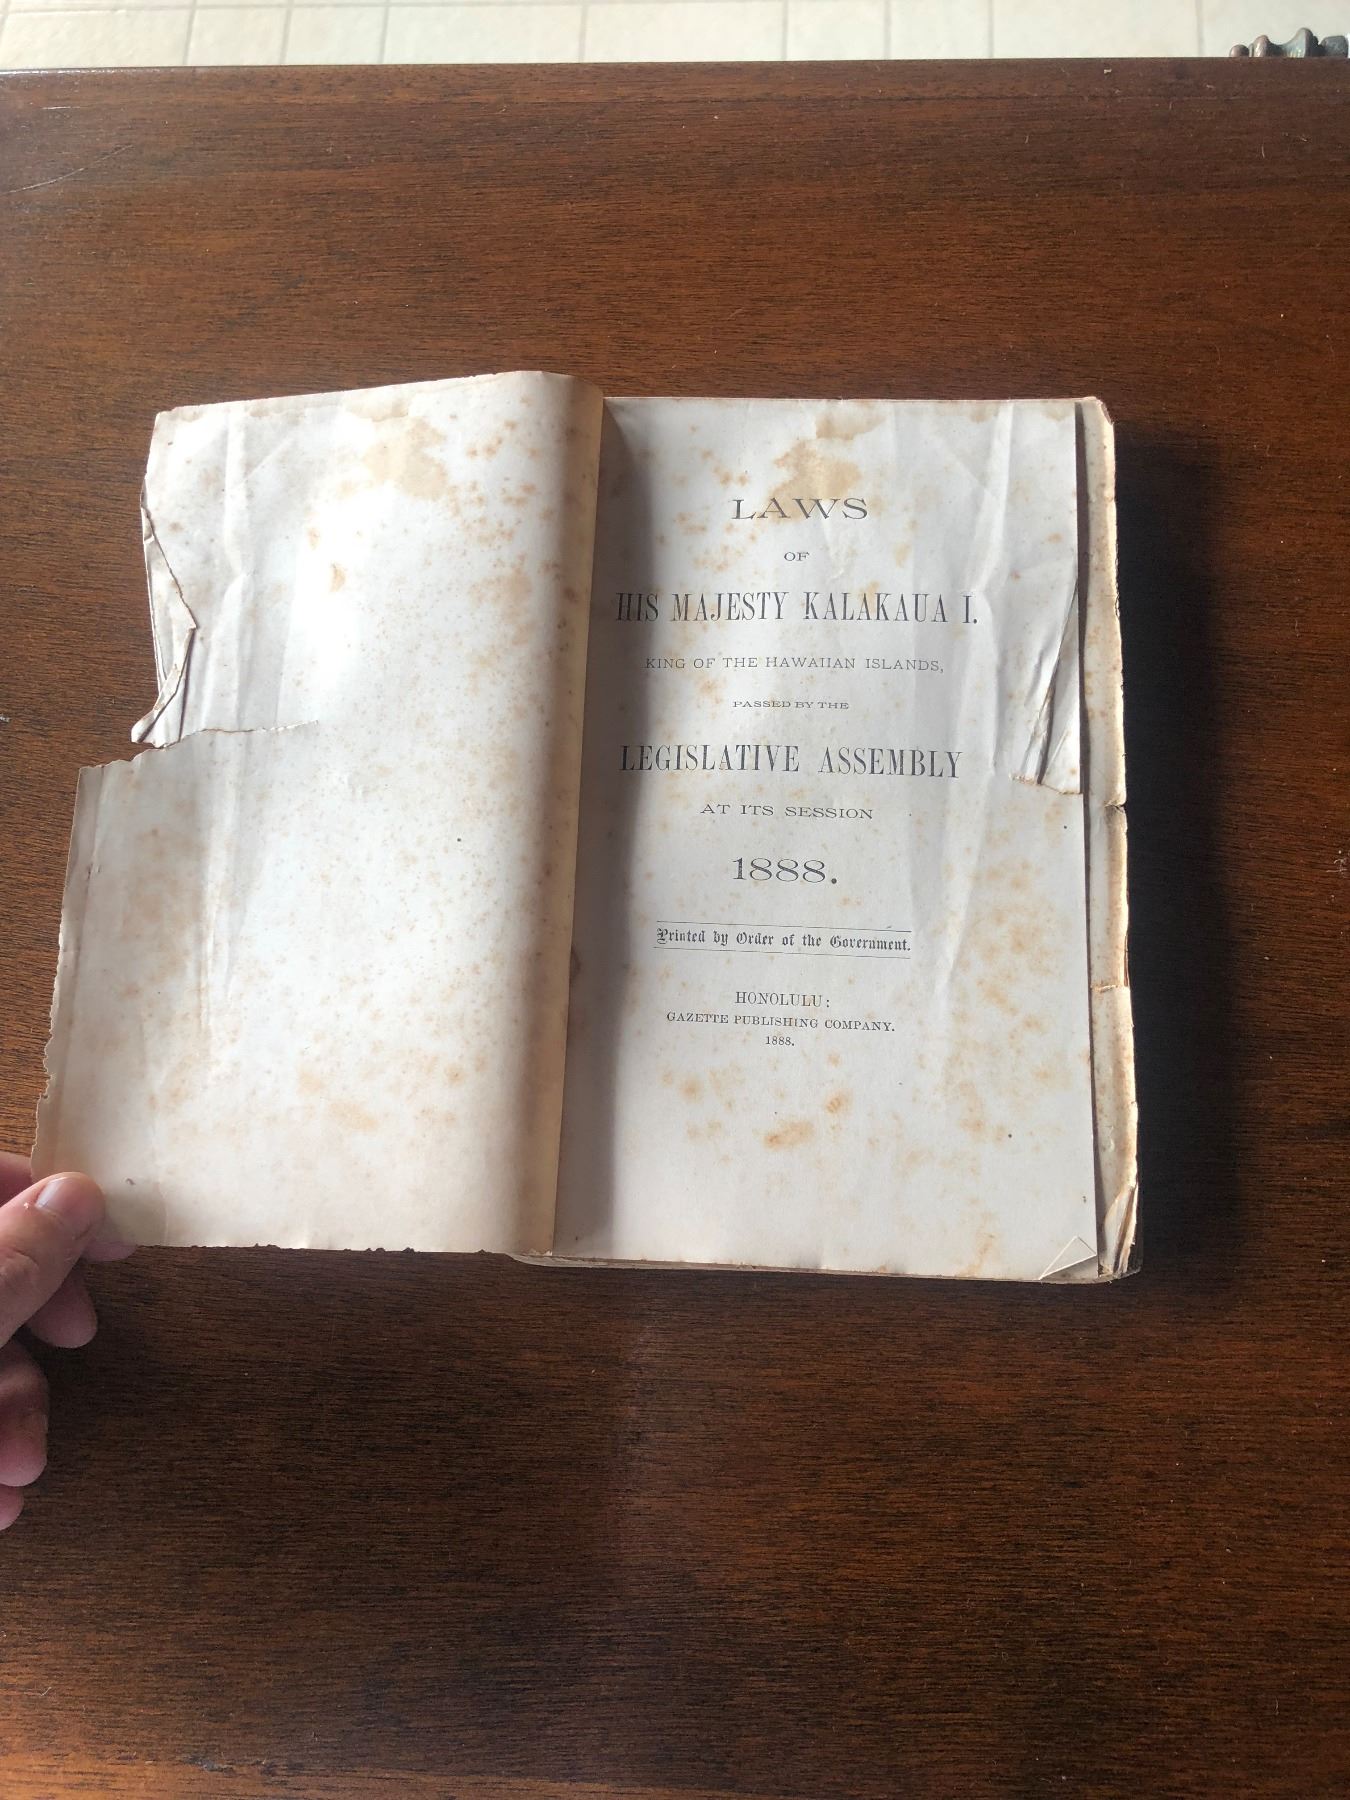 LAWS
OF
HIS MAJESTY KALAKAUA I.
KING OF THE HAWAIIAN ISLANDS,
PASSED BY THE
LEGISLATIVE ASSEMBLY
AT ITS SESSION
1888.
Printed by Order of the Government.
HONOLULU:
GAZETTE PUBLISHING COMPANY.
1888.